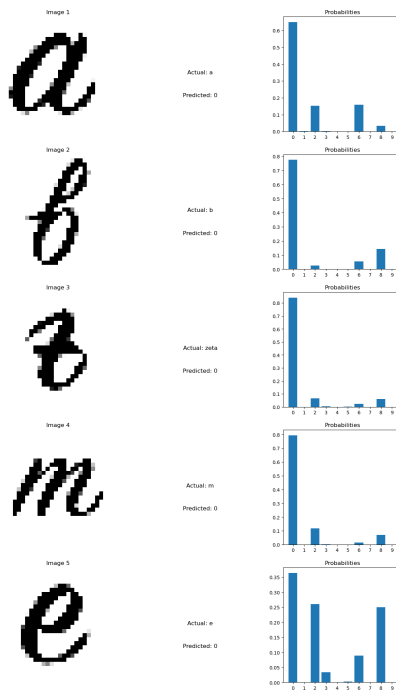 Image 1
a
Actual: a
Predicted: 0
Probabilities
0.6
0.5
0.4
0.3
0.2
0.1
0.0
0 1 2 3 4 5 6 7 8 9
Image 2
b
Actual: b
Predicted: 0
Probabilities
0.8
0.7
0.6
0.5
0.4
0.3
0.2
0.1
0.0
0 1 2 3 4 5 6 7 8 9
Image 3
Actual: zeta
Predicted: 0
Probabilities
0.8
0.7
0.6
0.5
0.4
0.3
0.2
0.1
0.0
0 1 2 3 4 5 6 7 8 9
Image 4
m
Actual: m
Predicted: 0
Probabilities
0.8
0.7
0.6
0.5
0.4
0.3
0.2
0.1
0.0
0 1 2 3 4 5 6 7 8 9
Image 5
e
Actual: e
Predicted: 0
Probabilities
0.35
0.30
0.25
0.20
0.15
0.10
0.05
0.00
0 1 2 3 4 5 6 7 8 9